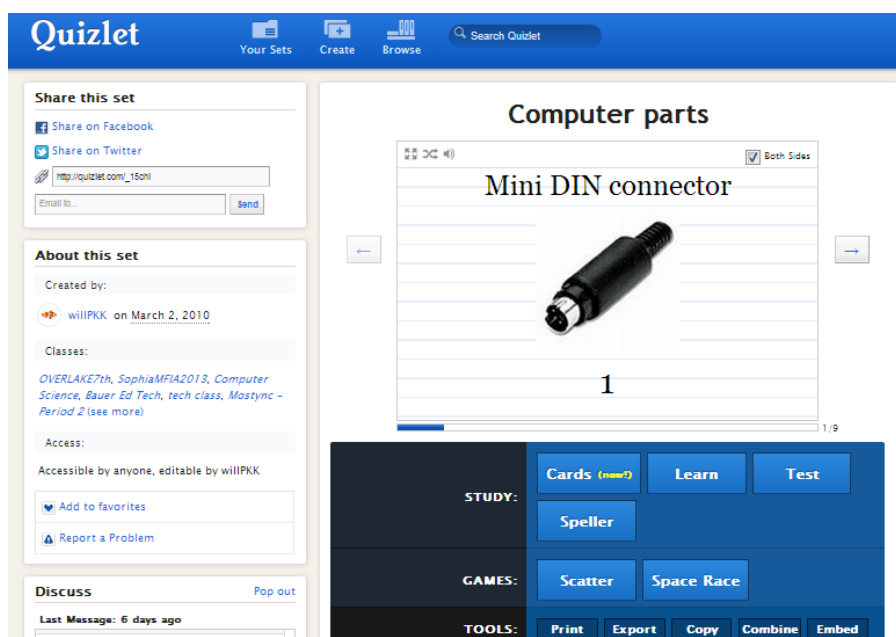 Quizlet
Your Sets
Create
Browse
Search Quizlet
Share this set
Share on Facebook
Share on Twitter
http://quizlet.com/_15chl
Email to...
Send
About this set
Created by:
willPKK on March 2, 2010
Classes:
OVERLAKE7th, SophiaMFIA2013, Computer
Science, Bauer Ed Tech, tech class, Mostync –
Period 2 (see more)
Access:
Accessible by anyone, editable by willPKK
Add to favorites
Report a Problem
Discuss
Pop out
Last Message: 6 days ago
Computer parts
Both Sides
Mini DIN connector
1
1/9
STUDY:
Cards (new!)
Learn
Test
Speller
GAMES:
Scatter
Space Race
TOOLS:
Print
Export
Copy
Combine
Embed